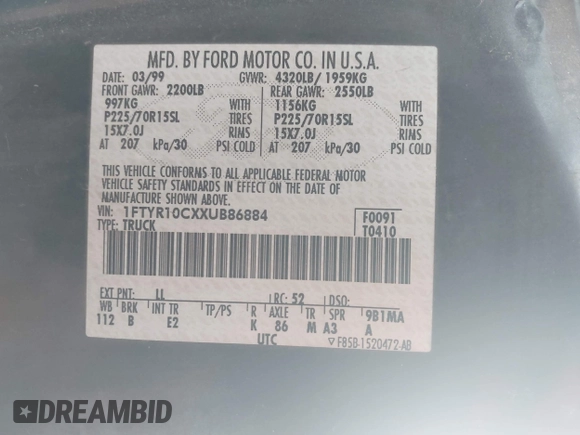 MFD. BY FORD MOTOR CO. IN U.S.A.
DATE: 03/99 GVWR: 4320LB/ 1959KG
FRONT GAWR: 2200LB REAR GAWR: 2550LB
997KG WITH 1156KG WITH
P225/70R15SL TIRES P225/70R15SL TIRES
15X7.0J RIMS 15X7.0J RIMS
AT 207 kPa/30 PSI COLD AT 207 kPa/30 PSI COLD
THIS VEHICLE CONFORMS TO ALL APPLICABLE FEDERAL MOTOR
VEHICLE SAFETY STANDARDS IN EFFECT ON THE DATE OF
MANUFACTURE SHOWN ABOVE.
VIN: 1FTYR10CXXUB86884 F0091
TYPE: TRUCK T0410
EXT PNT: LL RC: 52 DSO:
WB BRK INT TR TP/PS R AXLE TR SPR 9B1MA
112 B E2 K 86 M A3 A
UTC ▽ FBSB-1520472-AB
DREAMBID